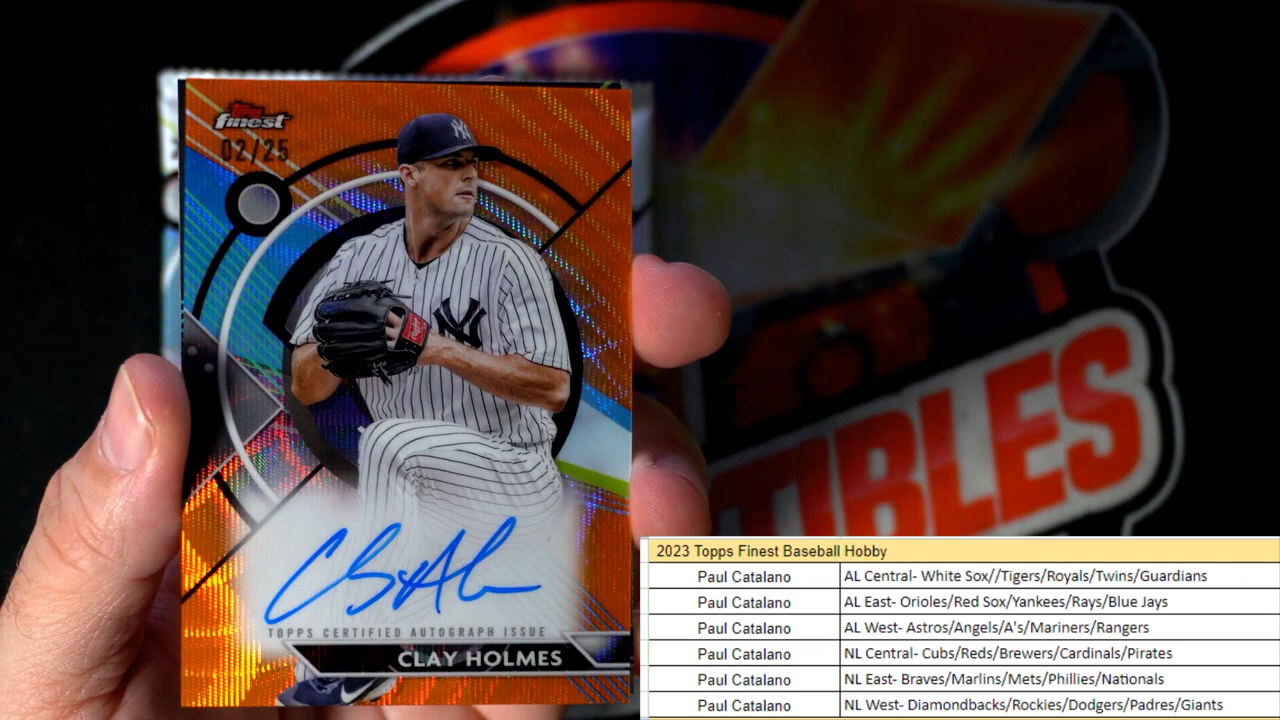 Topps
finest
02/25
NY
NY
Rawlings
TOPPS CERTIFIED AUTOGRAPH ISSUE
CLAY HOLMES
TIBLES
2023 Topps Finest Baseball Hobby
Paul Catalano AL Central- White Sox//Tigers/Royals/Twins/Guardians
Paul Catalano AL East- Orioles/Red Sox/Yankees/Rays/Blue Jays
Paul Catalano AL West- Astros/Angels/A's/Mariners/Rangers
Paul Catalano NL Central- Cubs/Reds/Brewers/Cardinals/Pirates
Paul Catalano NL East- Braves/Marlins/Mets/Phillies/Nationals
Paul Catalano NL West- Diamondbacks/Rockies/Dodgers/Padres/Giants